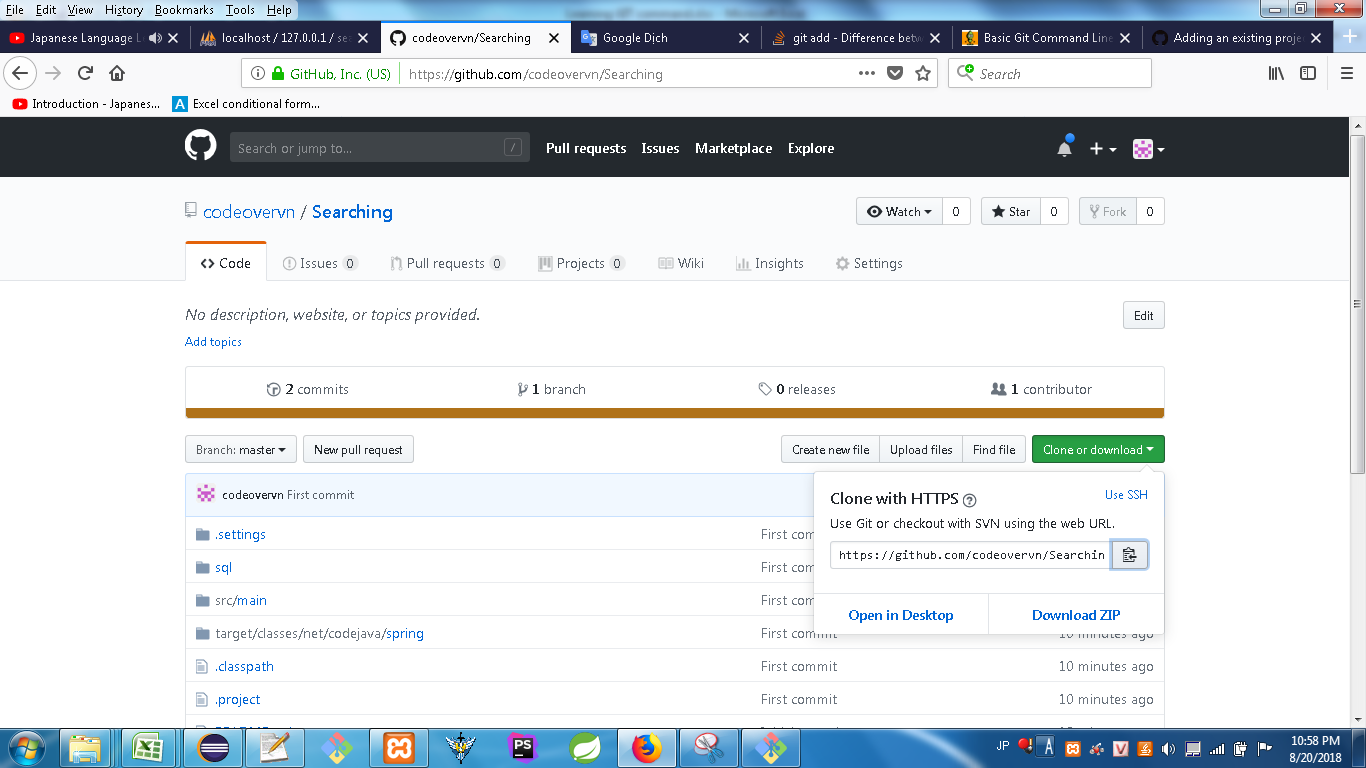 File Edit View History Bookmarks Tools Help
Japanese Language L
localhost / 127.0.0.1 / se
codeovervn/Searching
Google Dịch
git add - Difference betw
Basic Git Command Line
Adding an existing proje
GitHub, Inc. (US) https://github.com/codeovervn/Searching Search
Introduction - Japanes... Excel conditional form...
Search or jump to... / Pull requests Issues Marketplace Explore
codeovervn / Searching Watch 0 Star 0 Fork 0
Code Issues 0 Pull requests 0 Projects 0 Wiki Insights Settings
No description, website, or topics provided. Edit
Add topics
2 commits 1 branch 0 releases 1 contributor
Branch: master New pull request Create new file Upload files Find file Clone or download
codeovervn First commit
Clone with HTTPS ? Use SSH
Use Git or checkout with SVN using the web URL.
https://github.com/codeovervn/Searchin
Open in Desktop Download ZIP
.settings First com
sql First com
src/main First com
target/classes/net/codejava/spring First commit 10 minutes ago
.classpath First commit 10 minutes ago
.project First commit 10 minutes ago
PS JP A V 10:58 PM
8/20/2018